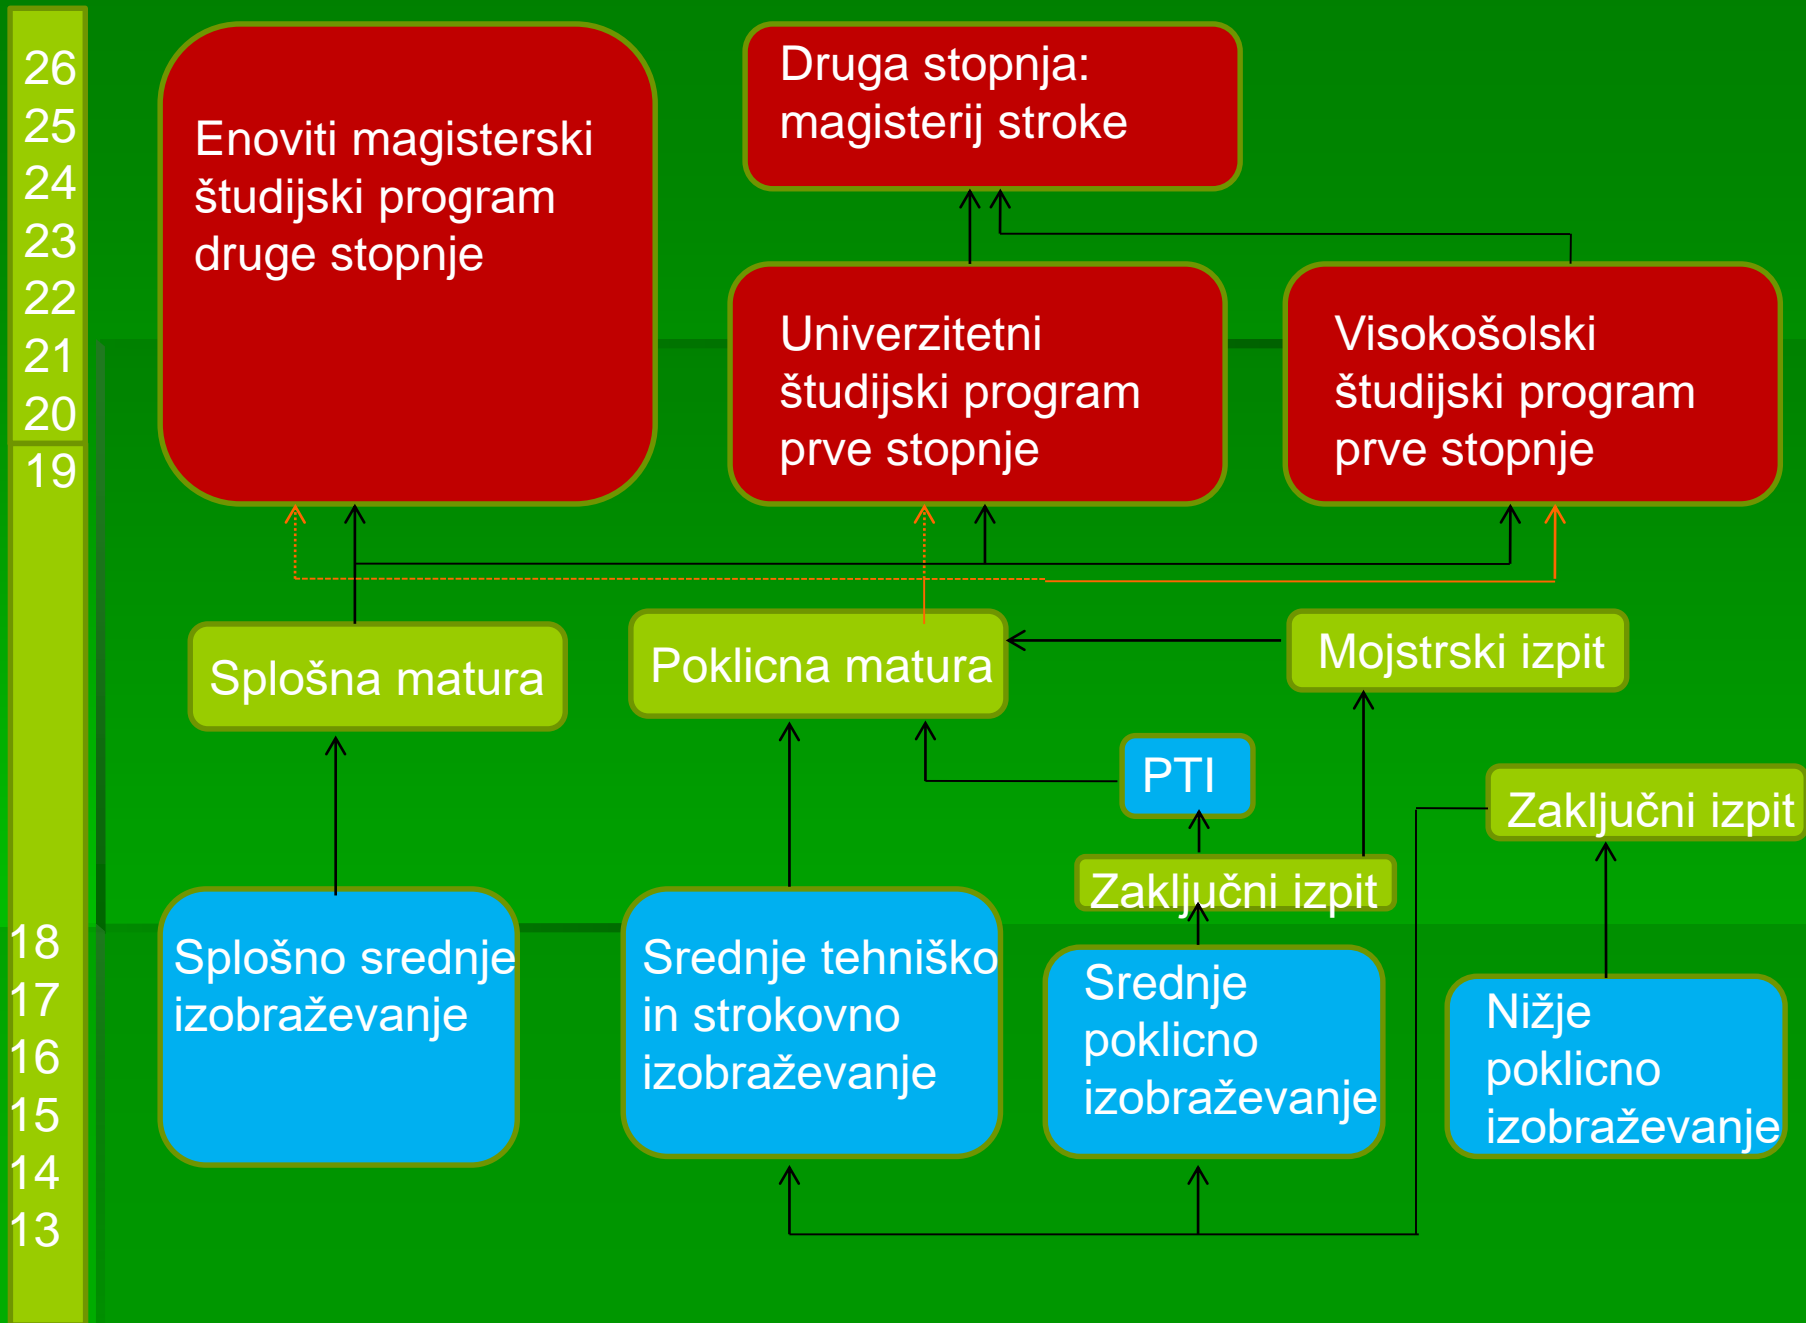 26
25
24
23
22
21
20
19
18
17
16
15
14
13
Enoviti magisterski
študijski program
druge stopnje
Druga stopnja:
magisterij stroke
Univerzitetni
študijski program
prve stopnje
Visokošolski
študijski program
prve stopnje
Splošna matura
Poklicna matura
Mojstrski izpit
PTI
Zaključni izpit
Zaključni izpit
Splošno srednje
izobraževanje
Srednje tehniško
in strokovno
izobraževanje
Srednje
poklicno
izobraževanje
Nižje
poklicno
izobraževanje